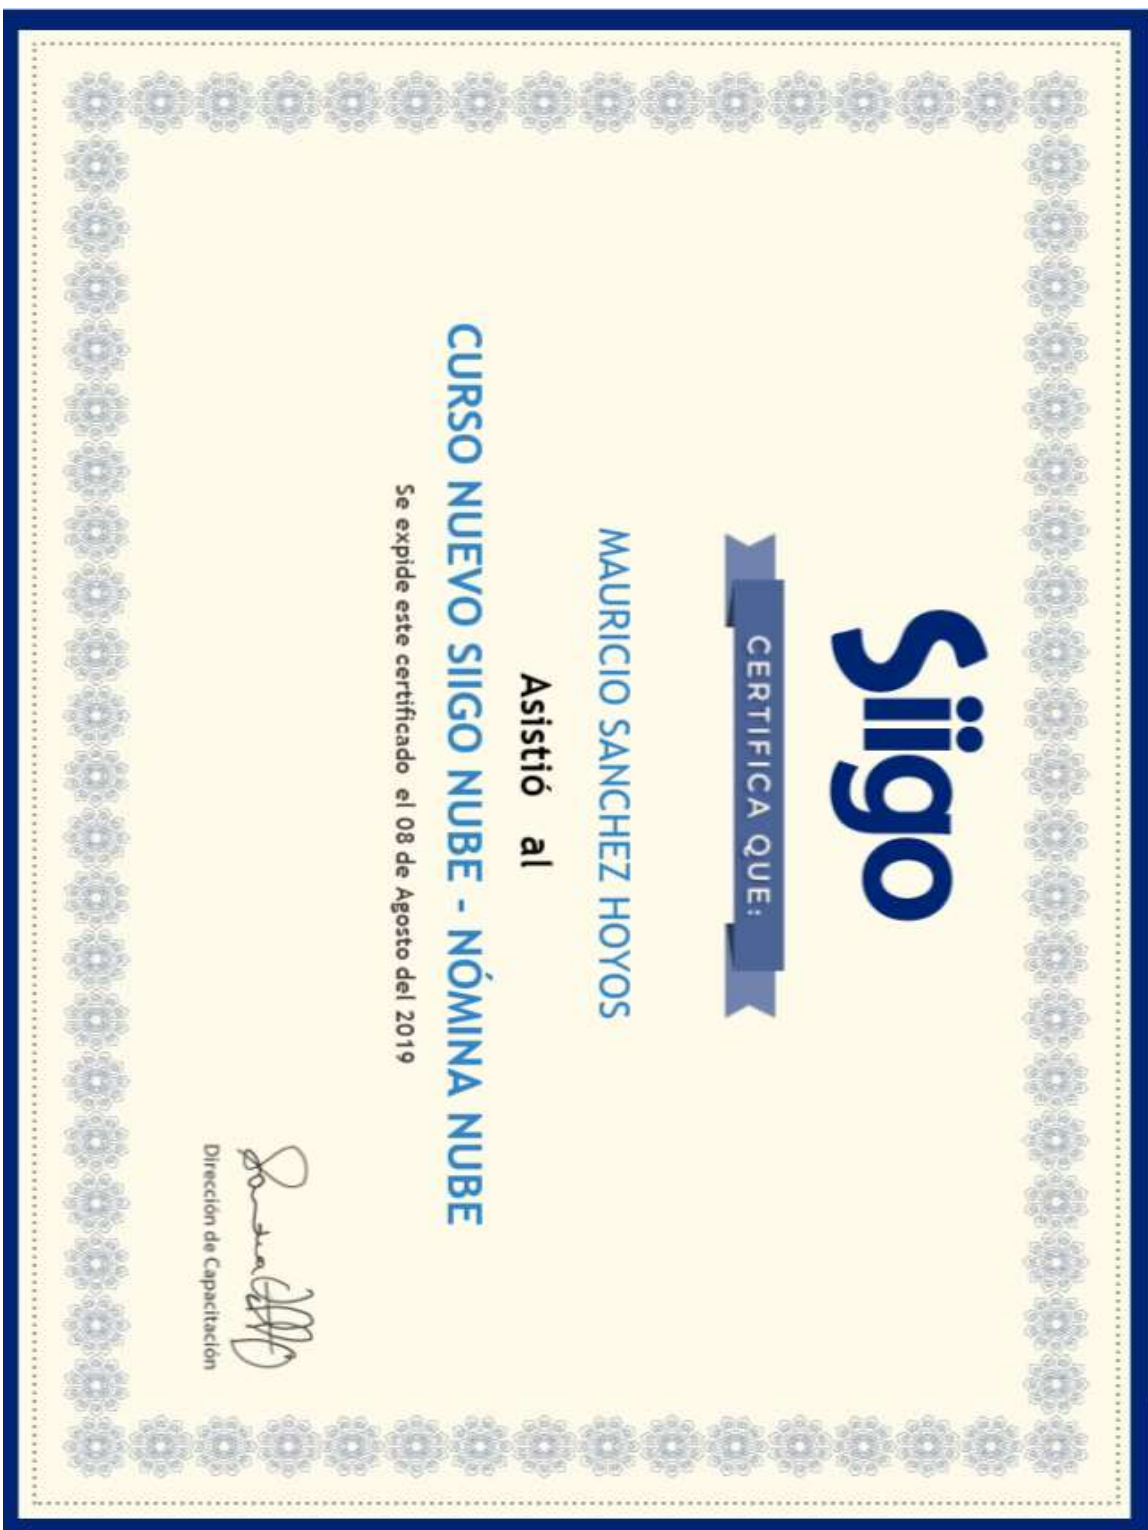 Siigo
CERTIFICA QUE:
MAURICIO SANCHEZ HOYOS
Asistió al
CURSO NUEVO SIIGO NUBE - NÓMINA NUBE
Se expide este certificado el 08 de Agosto del 2019
Dirección de Capacitación